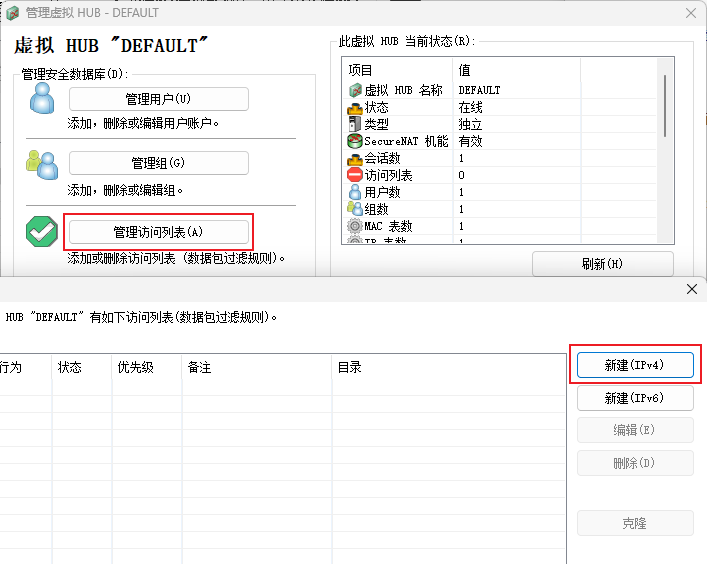 管理虚拟 HUB - DEFAULT
虚拟 HUB "DEFAULT"
管理安全数据库(D):
管理用户(U)
添加，删除或编辑用户账户。
管理组(G)
添加，删除或编辑组。
管理访问列表(A)
添加或删除访问列表 (数据包过滤规则)。
此虚拟 HUB 当前状态(R):
项目 值
虚拟 HUB 名称 DEFAULT
状态 在线
类型 独立
SecureNAT 机能 有效
会话数 1
访问列表 0
用户数 1
组数 1
MAC 表数 1
IP 表数 1
刷新(H)
HUB "DEFAULT" 有如下访问列表(数据包过滤规则)。
行为 状态 优先级 备注 目录
新建(IPv4)
新建(IPv6)
编辑(E)
删除(D)
克隆